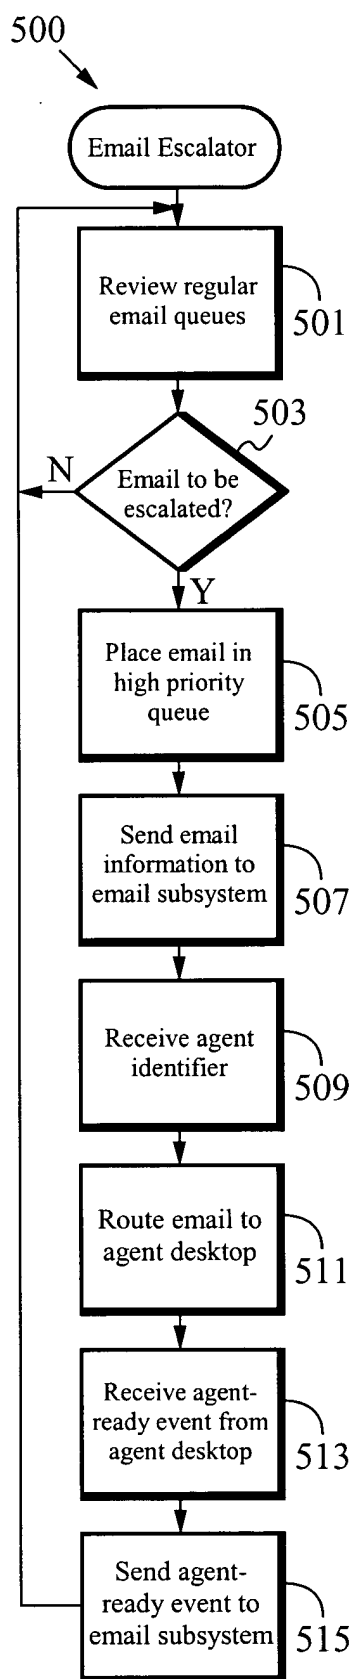 500
Email Escalator
Review regular
email queues
501
503
N
Email to be
escalated?
Y
Place email in
high priority
queue
505
Send email
information to
email subsystem
507
Receive agent
identifier
509
Route email to
agent desktop
511
Receive agent-
ready event from
agent desktop
513
Send agent-
ready event to
email subsystem
515